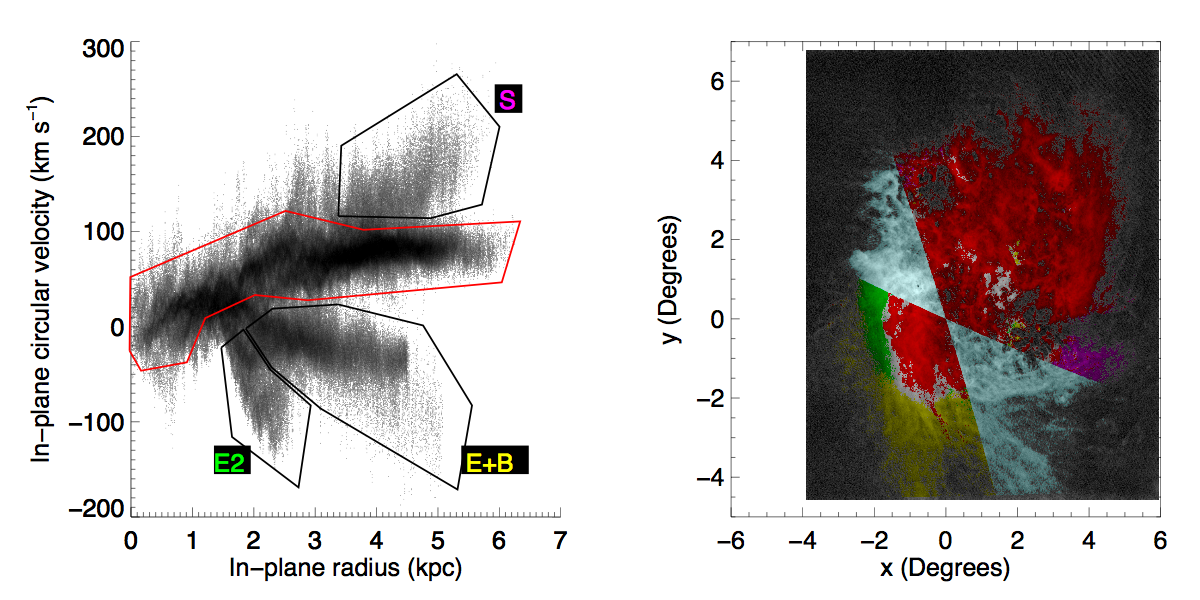 300
200
100
0
−100
−200
In−plane circular velocity (km s⁻¹)
S
E2
E+B
0 1 2 3 4 5 6 7
In−plane radius (kpc)
6
4
2
0
−2
−4
y (Degrees)
−6 −4 −2 0 2 4 6
x (Degrees)